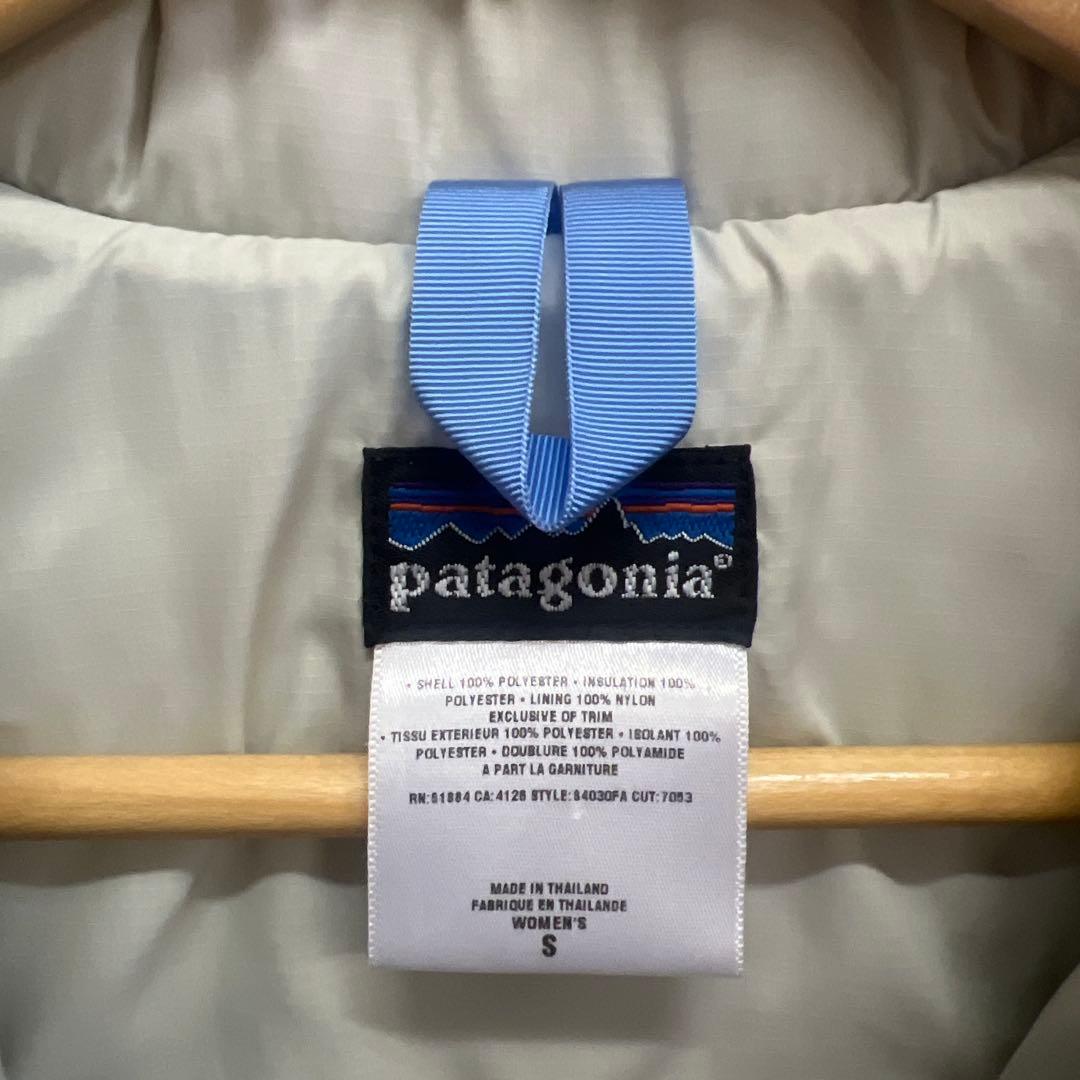 patagonia®
• SHELL 100% POLYESTER • INSULATION 100%
POLYESTER • LINING 100% NYLON
EXCLUSIVE OF TRIM
• TISSU EXTERIEUR 100% POLYESTER • ISOLANT 100%
POLYESTER • DOUBLURE 100% POLYAMIDE
A PART LA GARNITURE
RN:51884 CA:4128 STYLE:84030FA CUT:7053
MADE IN THAILAND
FABRIQUE EN THAILANDE
WOMEN'S
S